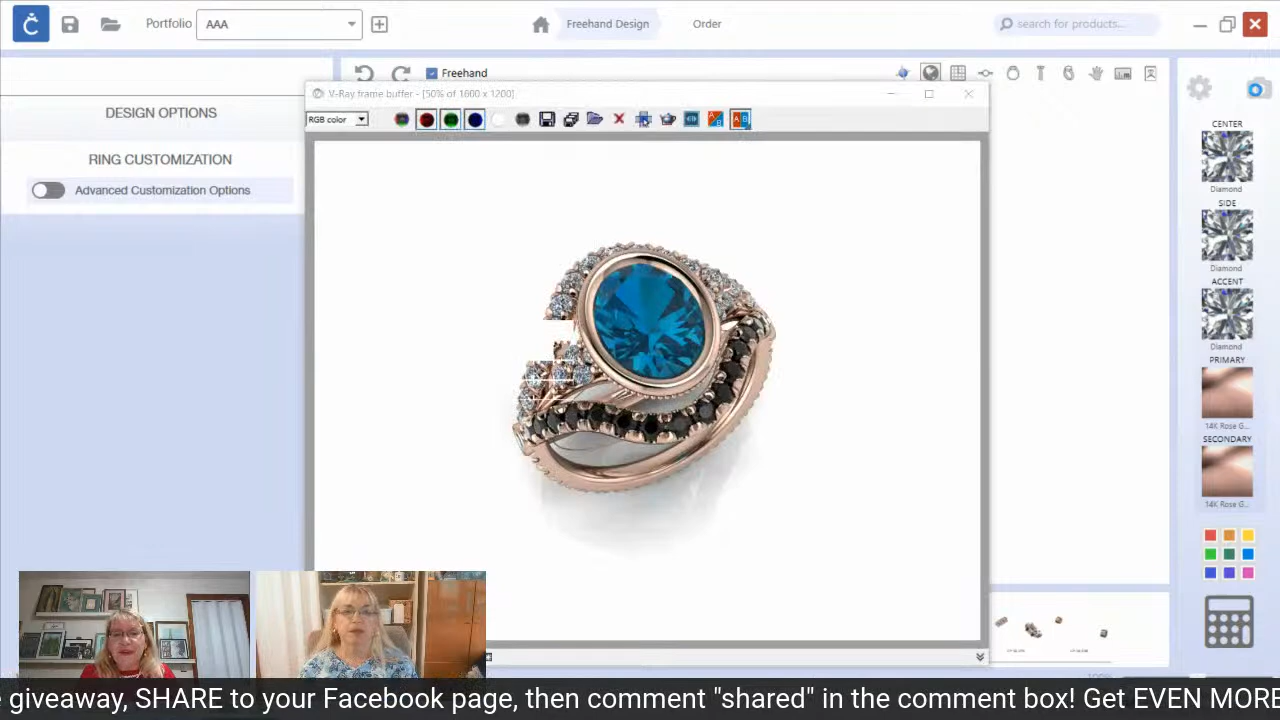 Č
Portfolio
AAA
Freehand Design
Order
search for products...
Freehand
DESIGN OPTIONS
RING CUSTOMIZATION
Advanced Customization Options
V-Ray frame buffer - [50% of 1600 x 1200]
RGB color
CENTER
Diamond
SIDE
Diamond
ACCENT
Diamond
PRIMARY
14K Rose G...
SECONDARY
14K Rose G...
giveaway, SHARE to your Facebook page, then comment "shared" in the comment box! Get EVEN MORE